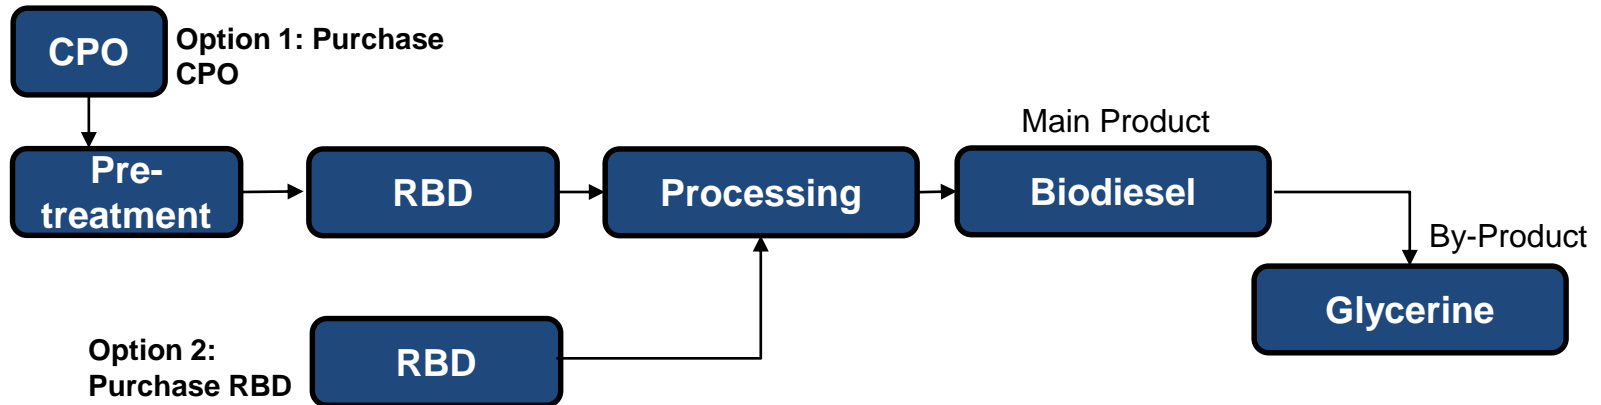 CPO
Option 1: Purchase
CPO
Main Product
Pre-
treatment
RBD
Processing
Biodiesel
By-Product
Glycerine
Option 2:
Purchase RBD
RBD